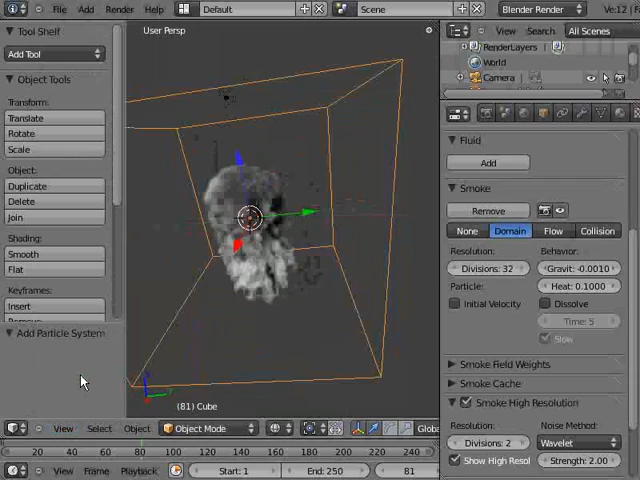 File Add Render Help Default Scene Blender Render Ve:12 | Fa
Tool Shelf
Add Tool
Object Tools
Transform:
Translate
Rotate
Scale
Object:
Duplicate
Delete
Join
Shading:
Smooth
Flat
Keyframes:
Insert
Add Particle System
User Persp
(81) Cube
View Select Object Object Mode Globa
20 40 60 80 100 120 140 160 180 200 220 240
View Frame Playback Start: 1 End: 250 81
View Search All Scenes
RenderLayers
World
Camera
Fluid
Add
Smoke
Remove
None Domain Flow Collision
Resolution: Behavior:
Divisions: 32 Gravit: -0.0010
Particle: Heat: 0.1000
Initial Velocity Dissolve
Time: 5
Slow
Smoke Field Weights
Smoke Cache
Smoke High Resolution
Resolution: Noise Method:
Divisions: 2 Wavelet
Show High Resol Strength: 2.00